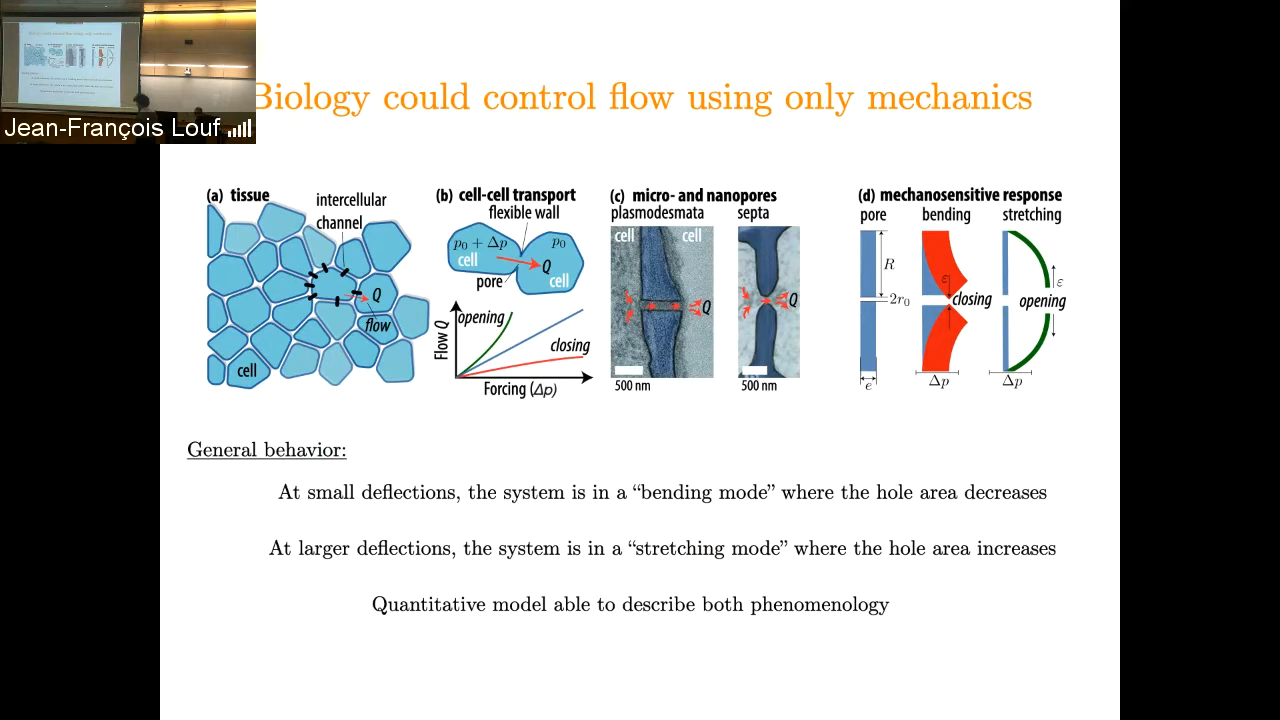 Jean-François Louf
Biology could control flow using only mechanics
(a) tissue
intercellular
channel
Q
flow
cell
(b) cell-cell transport
flexible wall
p₀ + Δp
p₀
cell
Q
cell
pore
opening
closing
Flow Q
Forcing (Δp)
(c) micro- and nanopores
plasmodesmata
septa
cell
cell
Q
Q
500 nm
500 nm
(d) mechanosensitive response
pore
bending
stretching
R
2r₀
e
ε
closing
Δp
ε
opening
Δp
General behavior:
At small deflections, the system is in a “bending mode” where the hole area decreases
At larger deflections, the system is in a “stretching mode” where the hole area increases
Quantitative model able to describe both phenomenology